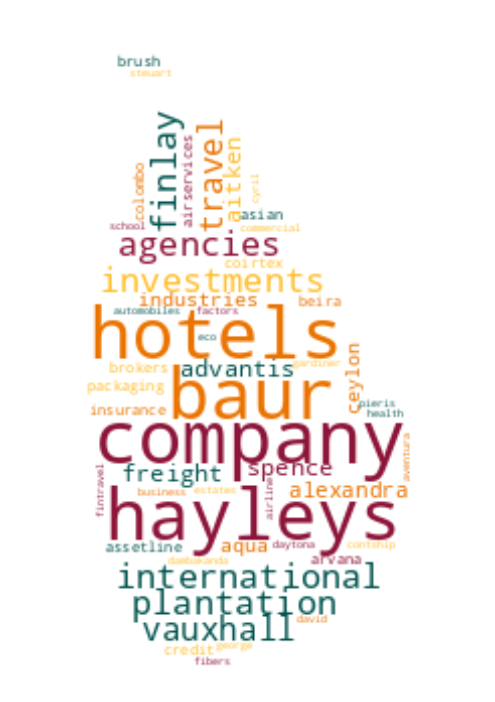 brush
steuart
finlay
travel
aitken
airservices
colombo
cyril
asian
school
commercial
agencies
coirtex
investments
industries
beira
automobiles
factors
hotels
eco
advantis
gardiner
brokers
ceylon
baur
packaging
pieris
insurance
health
company
aventura
spence
freight
fintravel
airline
alexandra
business
estates
hayleys
assetline
aqua
daytona
contship
arvana
dambakanda
international
plantation
david
vauxhall
credit
george
fibers